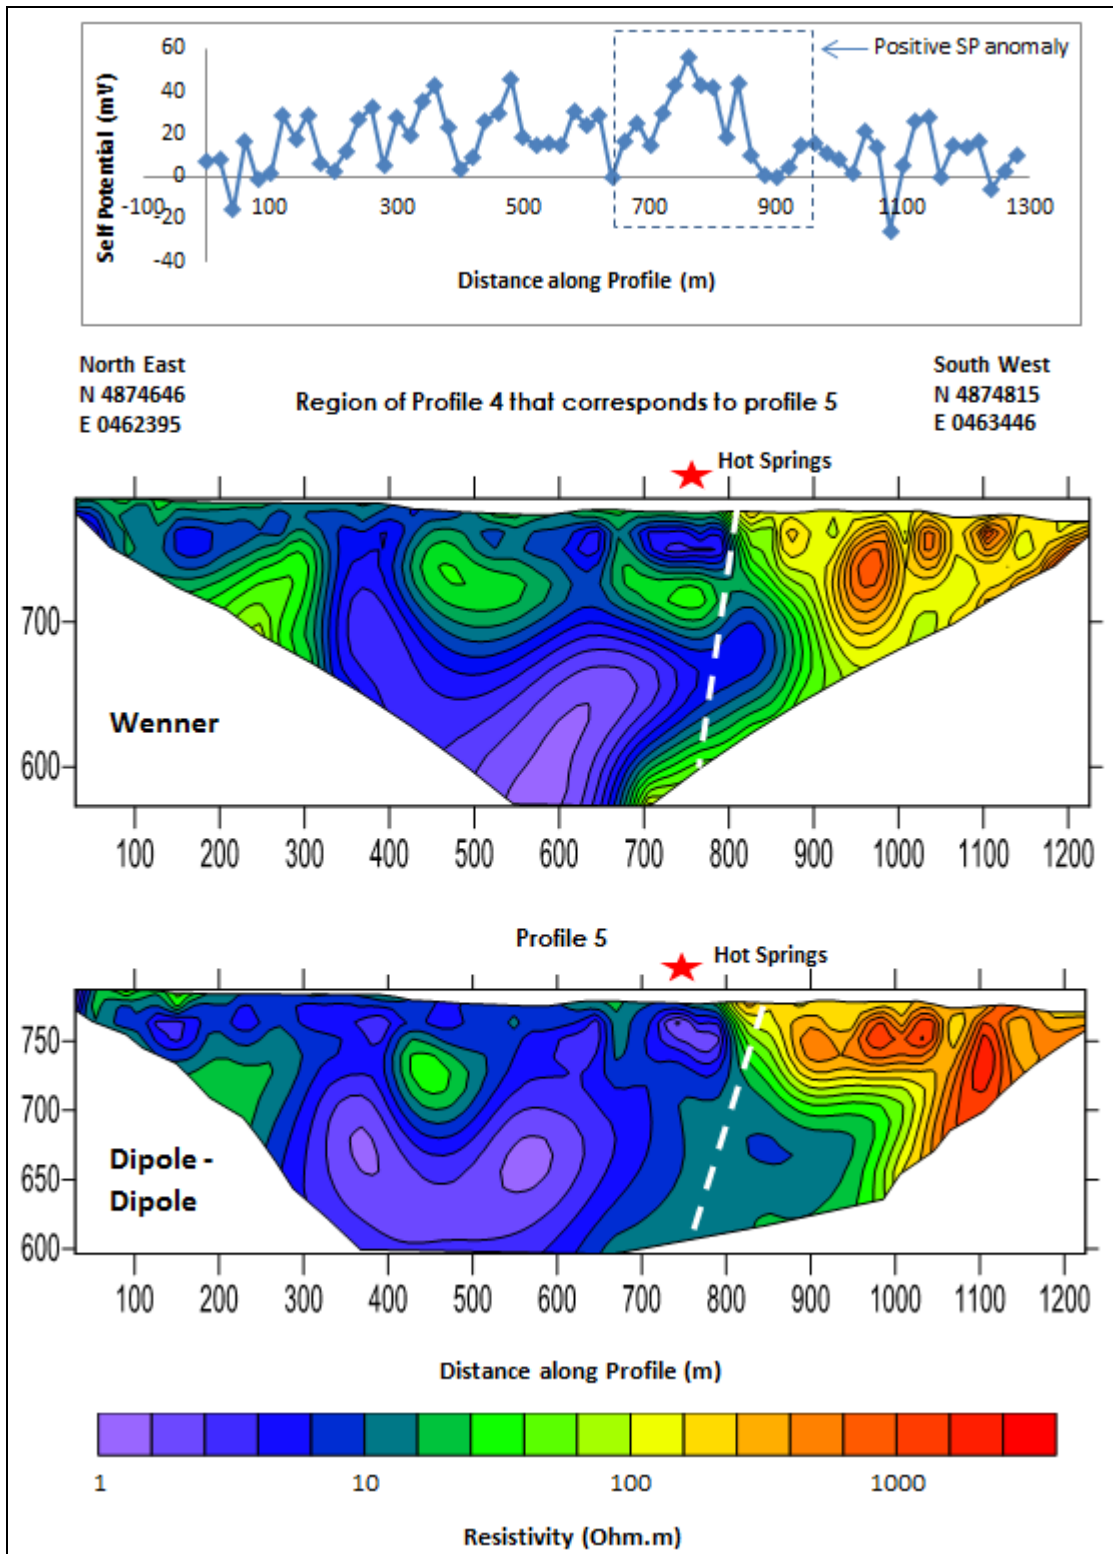 60
40
20
0
-20
-40
Self Potential (mV)
Positive SP anomaly
-100 100 300 500 700 900 1100 1300
Distance along Profile (m)
North East
N 4874646
E 0462395
South West
N 4874815
E 0463446
Region of Profile 4 that corresponds to profile 5
Hot Springs
700
600
Wenner
100 200 300 400 500 600 700 800 900 1000 1100 1200
Profile 5
Hot Springs
750
700
650
600
Dipole -
Dipole
100 200 300 400 500 600 700 800 900 1000 1100 1200
Distance along Profile (m)
1 10 100 1000
Resistivity (Ohm.m)